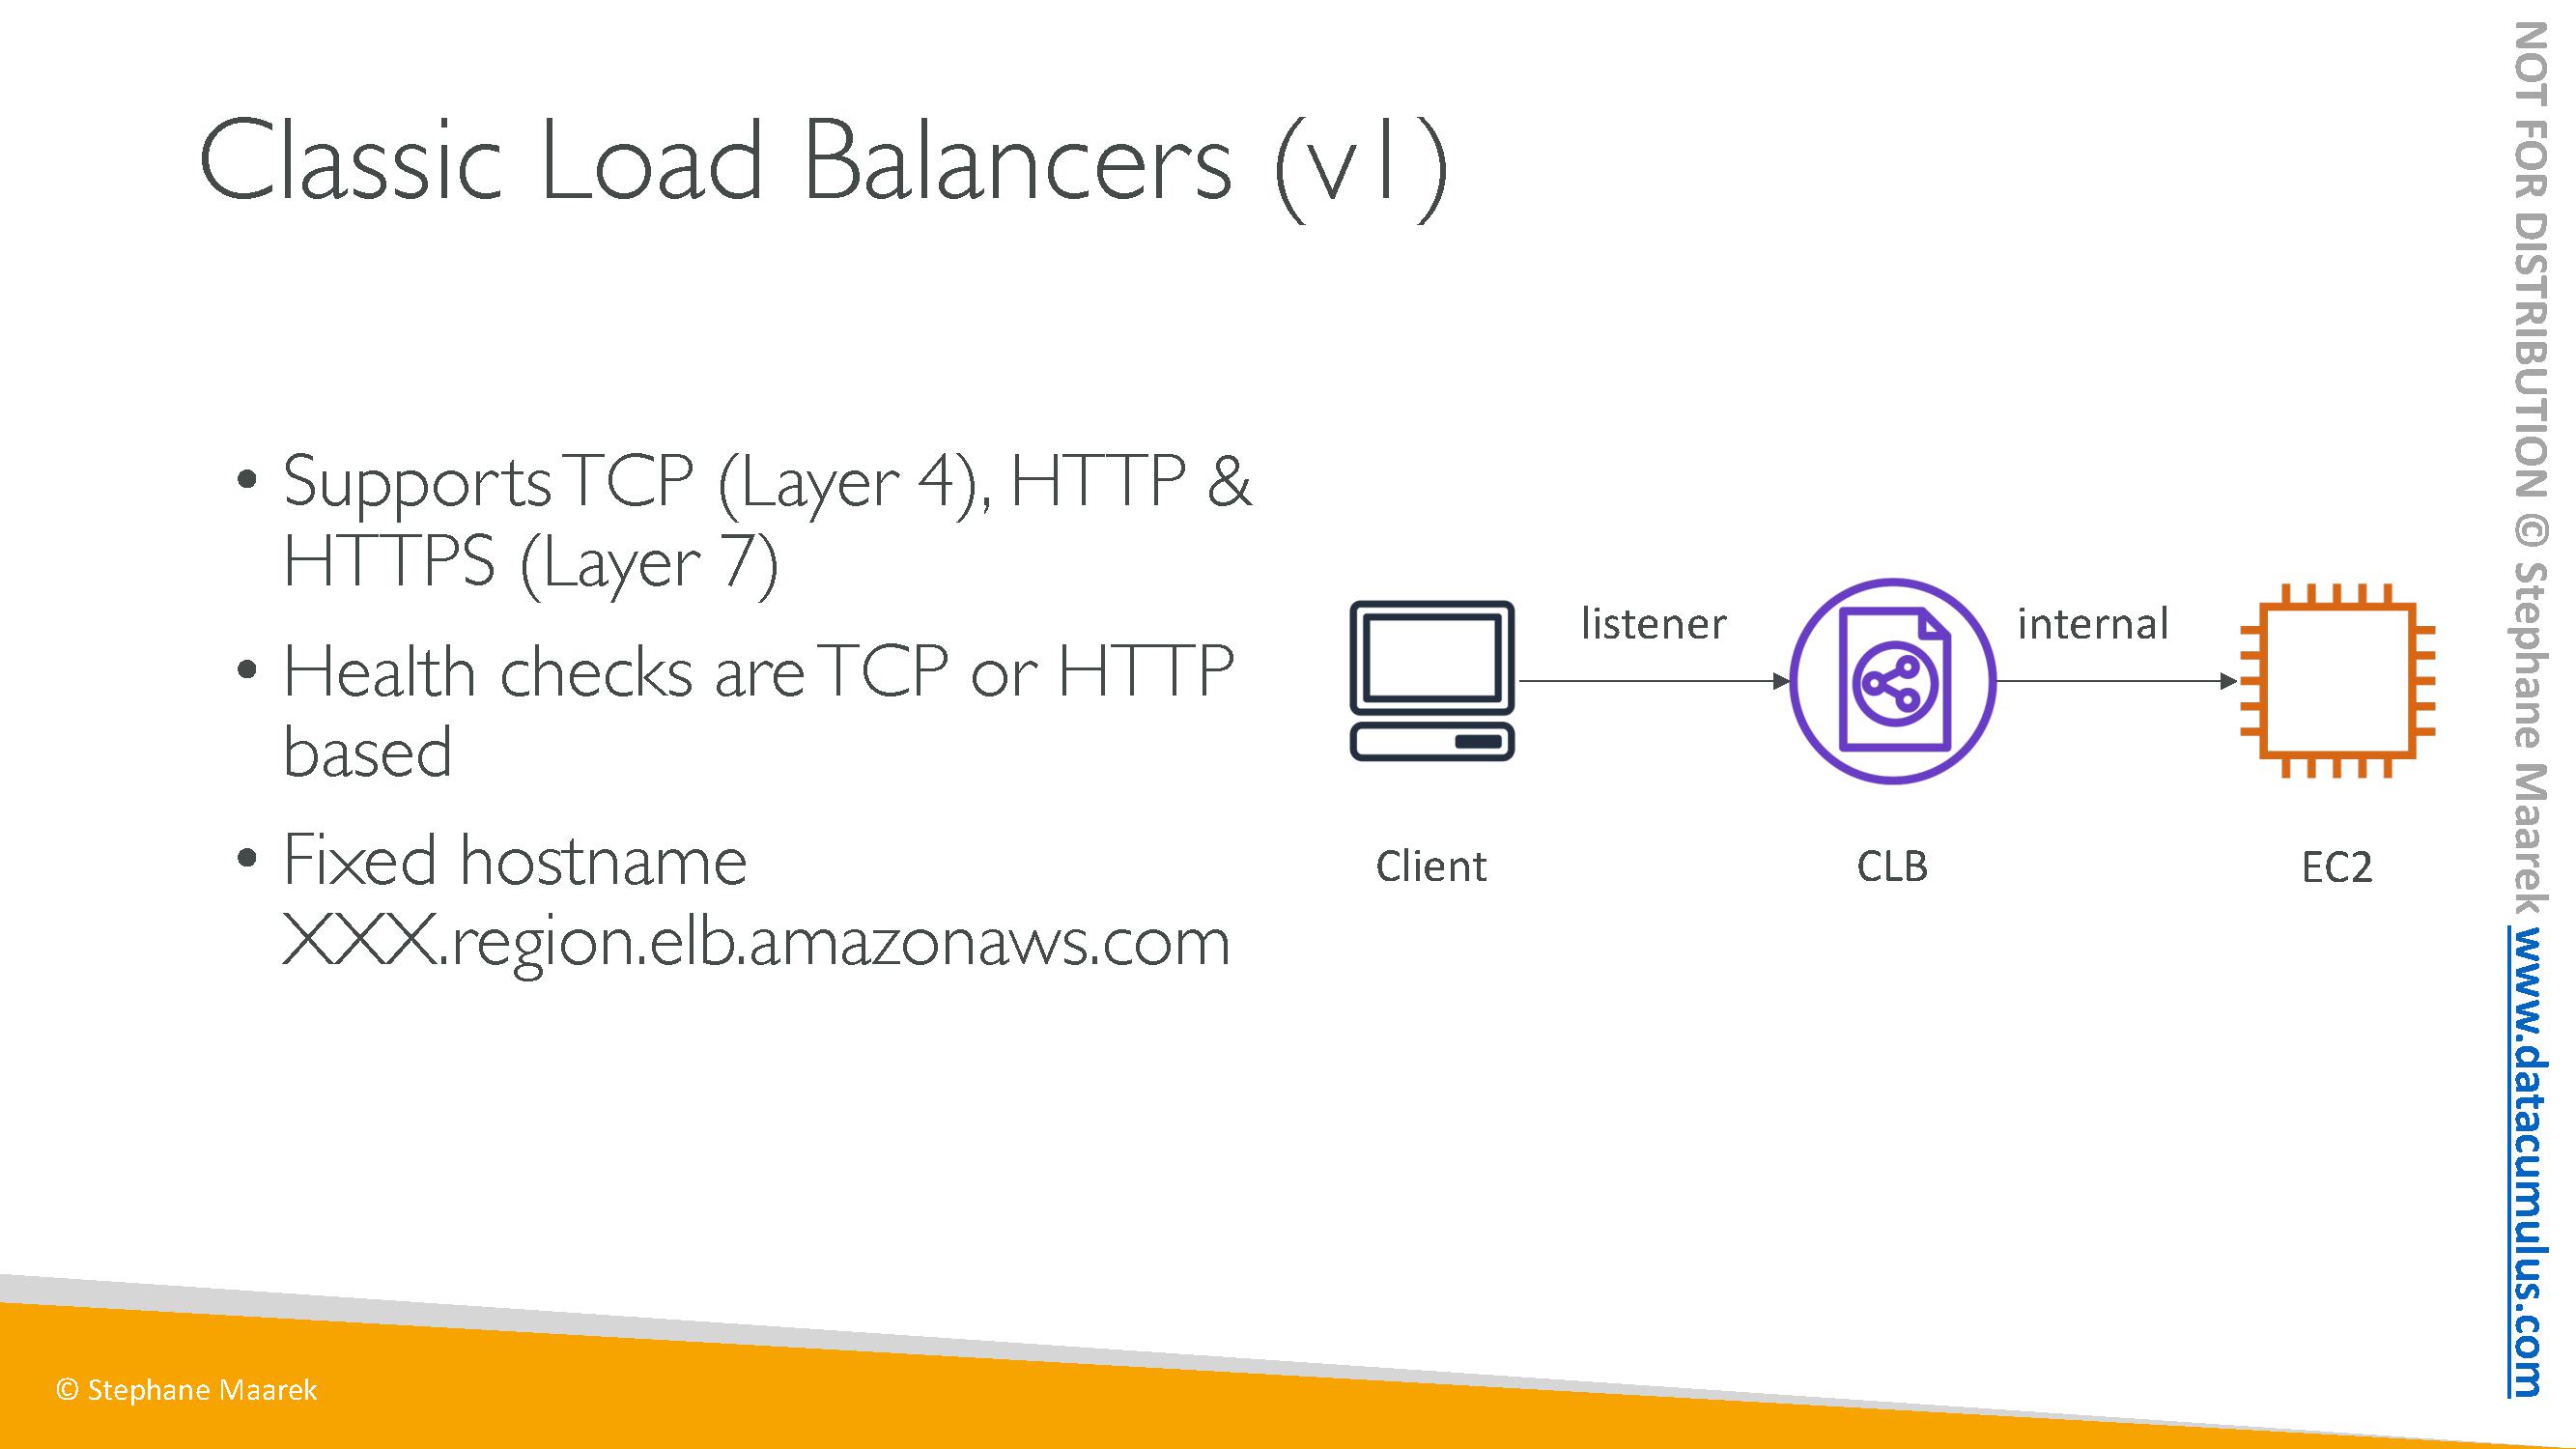 Classic Load Balancers (v1)
• Supports TCP (Layer 4), HTTP &
HTTPS (Layer 7)
• Health checks are TCP or HTTP
based
• Fixed hostname
XXX.region.elb.amazonaws.com
listener
internal
Client
CLB
EC2
© Stephane Maarek
NOT FOR DISTRIBUTION © Stephane Maarek www.datacumulus.com